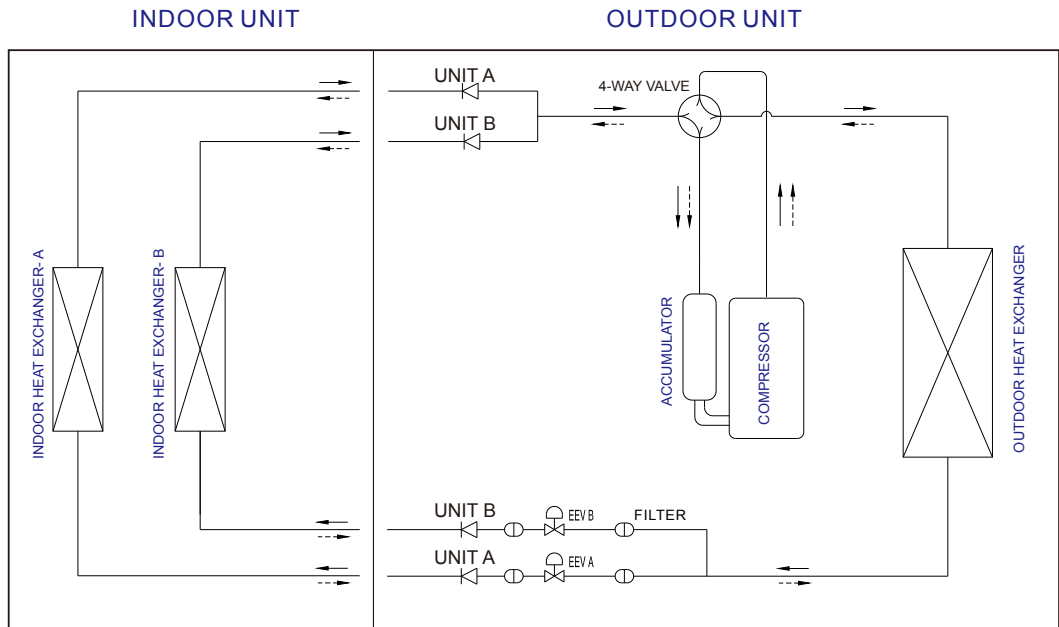 INDOOR UNIT
OUTDOOR UNIT
UNIT A
4-WAY VALVE
UNIT B
INDOOR HEAT EXCHANGER- A
INDOOR HEAT EXCHANGER- B
ACCUMULATOR
COMPRESSOR
OUTDOOR HEAT EXCHANGER
UNIT B
EEV B
FILTER
UNIT A
EEV A